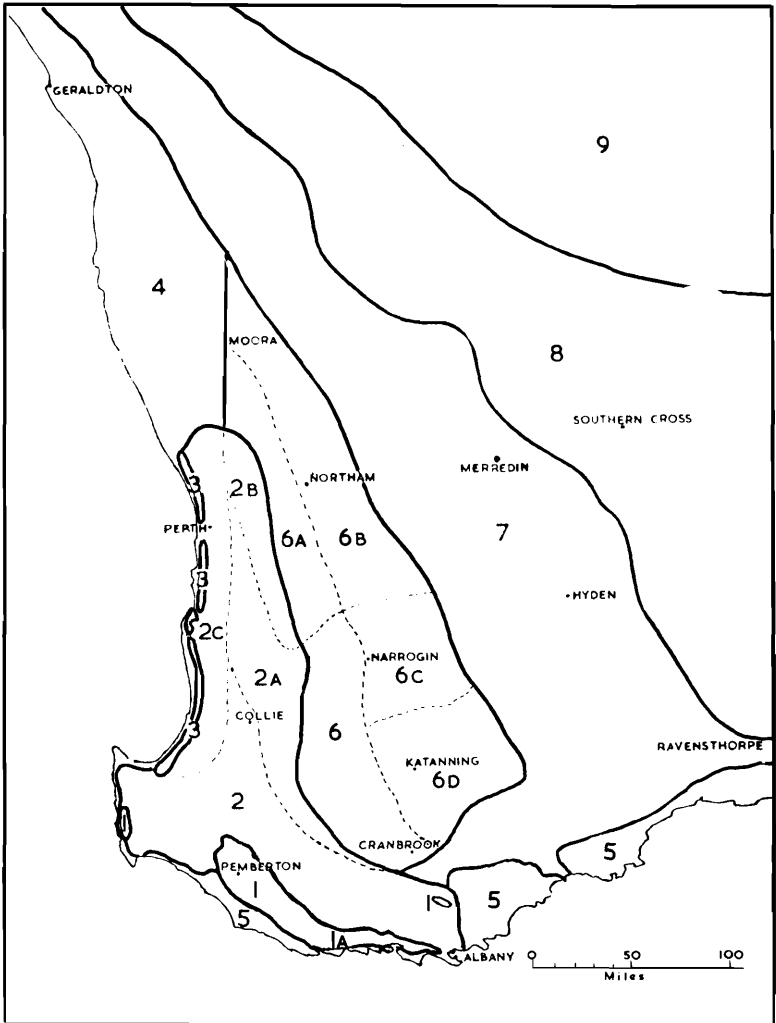 GERALDTON
9
4
MOORA
8
SOUTHERN CROSS
MERREDIN
NORTHAM
3
2B
PERTH
6A
6B
7
3
HYDEN
2C
NARROGIN
6C
2A
COLLIE
6
3
RAVENSTHORPE
KATANNING
6D
2
CRANBROOK
5
PEMBERTON
1
1
5
5
1A
ALBANY
0 50 100
Miles